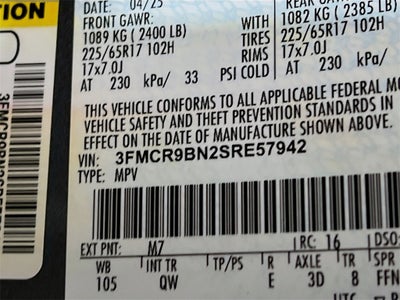 TION
DATE: 04/25
FRONT GAWR:
1089 KG ( 2400 LB)
225/65R17 102H
17x7.0J
AT 230 kPa/ 33 PSI COLD
WITH
TIRES
RIMS
1082 KG ( 2385 LB)
225/65R17 102H
17x7.0J
AT 230 kPa/
THIS VEHICLE CONFORMS TO ALL APPLICABLE FEDERAL MO
VEHICLE SAFETY AND THEFT PREVENTION STANDARDS IN
EFFECT ON THE DATE OF MANUFACTURE SHOWN ABOVE.
VIN: 3FMCR9BN2SRE57942
TYPE: MPV
EXT PNT: M7 RC: 16 DSO:
WB INT TR TP/PS R AXLE TR SPR
105 QW E 3D 8 FFN